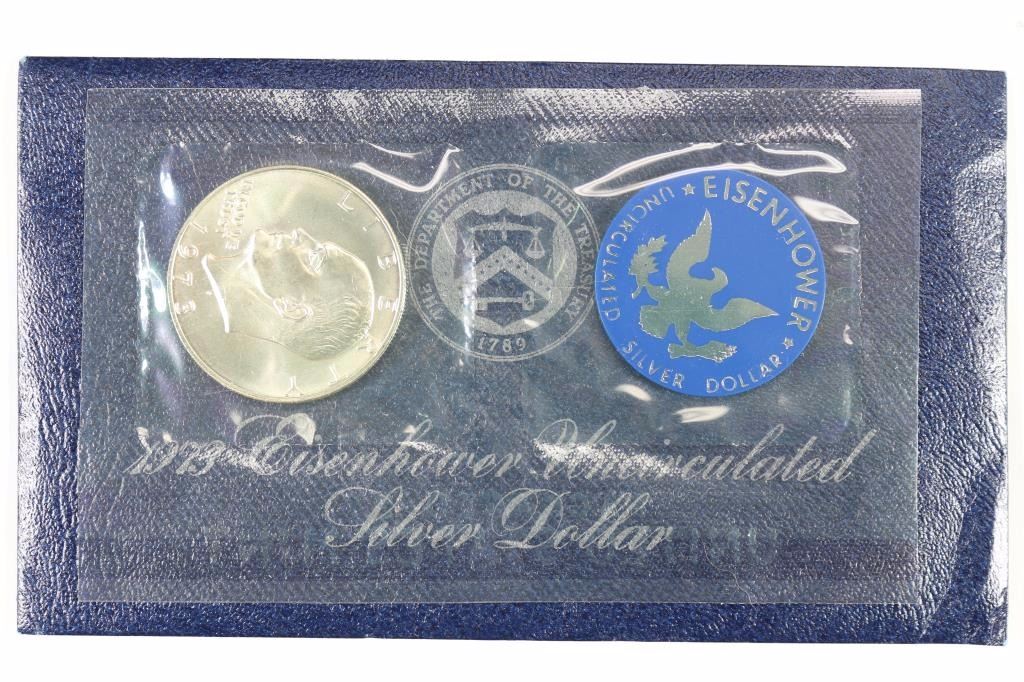 LIBERTY
IN GOD WE
TRUST
1973
THE DEPARTMENT OF THE TREASURY
1789
★ EISENHOWER ★
UNCIRCULATED SILVER DOLLAR
1973 Eisenhower Uncirculated
Silver Dollar